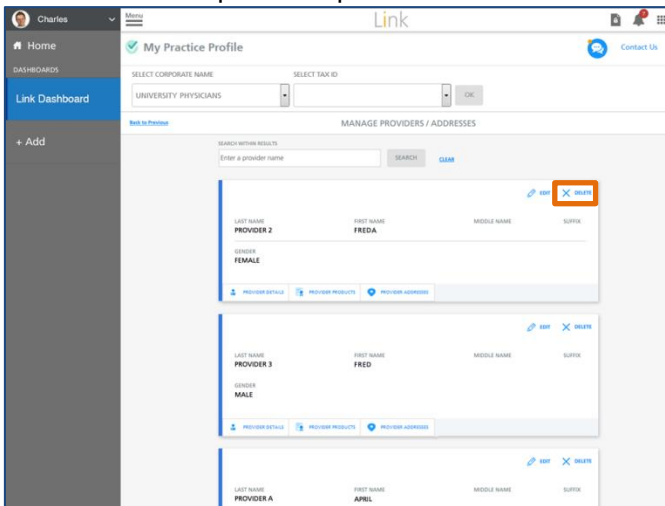 Charles
Menu
Link
Home
My Practice Profile
Contact Us
DASHBOARDS
SELECT CORPORATE NAME SELECT TAX ID
Link Dashboard
UNIVERSITY PHYSICIANS
OK
Back to Previous
MANAGE PROVIDERS / ADDRESSES
+ Add
SEARCH WITHIN RESULTS
Enter a provider name SEARCH CLEAR
EDIT DELETE
LAST NAME FIRST NAME MIDDLE NAME SUFFIX
PROVIDER 2 FREDA
GENDER
FEMALE
PROVIDER DETAILS PROVIDER PRODUCTS PROVIDER ADDRESSES
EDIT DELETE
LAST NAME FIRST NAME MIDDLE NAME SUFFIX
PROVIDER 3 FRED
GENDER
MALE
PROVIDER DETAILS PROVIDER PRODUCTS PROVIDER ADDRESSES
EDIT DELETE
LAST NAME FIRST NAME MIDDLE NAME SUFFIX
PROVIDER A APRIL